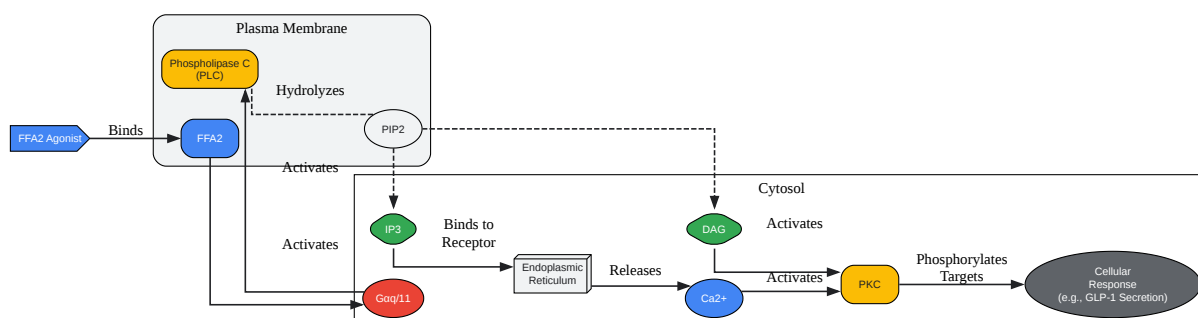 Plasma Membrane
Phospholipase C
(PLC)
Hydrolyzes
PIP2
FFA2 Agonist
Binds
FFA2
Activates
Cytosol
IP3
Binds to
Receptor
DAG
Activates
Activates
Endoplasmic
Reticulum
Releases
Activates
Phosphorylates
Targets
Gαq/11
Ca2+
PKC
Cellular
Response
(e.g., GLP-1 Secretion)